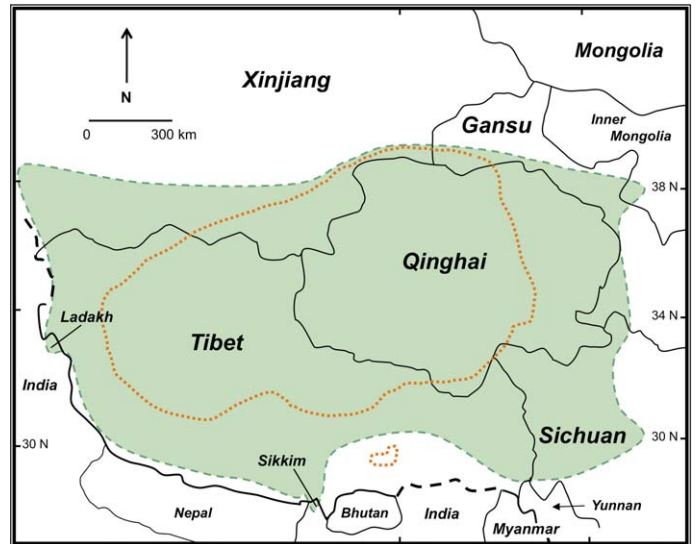 Mongolia
Xinjiang
N
0 300 km
Gansu
Inner
Mongolia
38 N
Qinghai
Ladakh
34 N
Tibet
India
30 N
Sichuan
30 N
Sikkim
Nepal
Bhutan
India
Myanmar
Yunnan